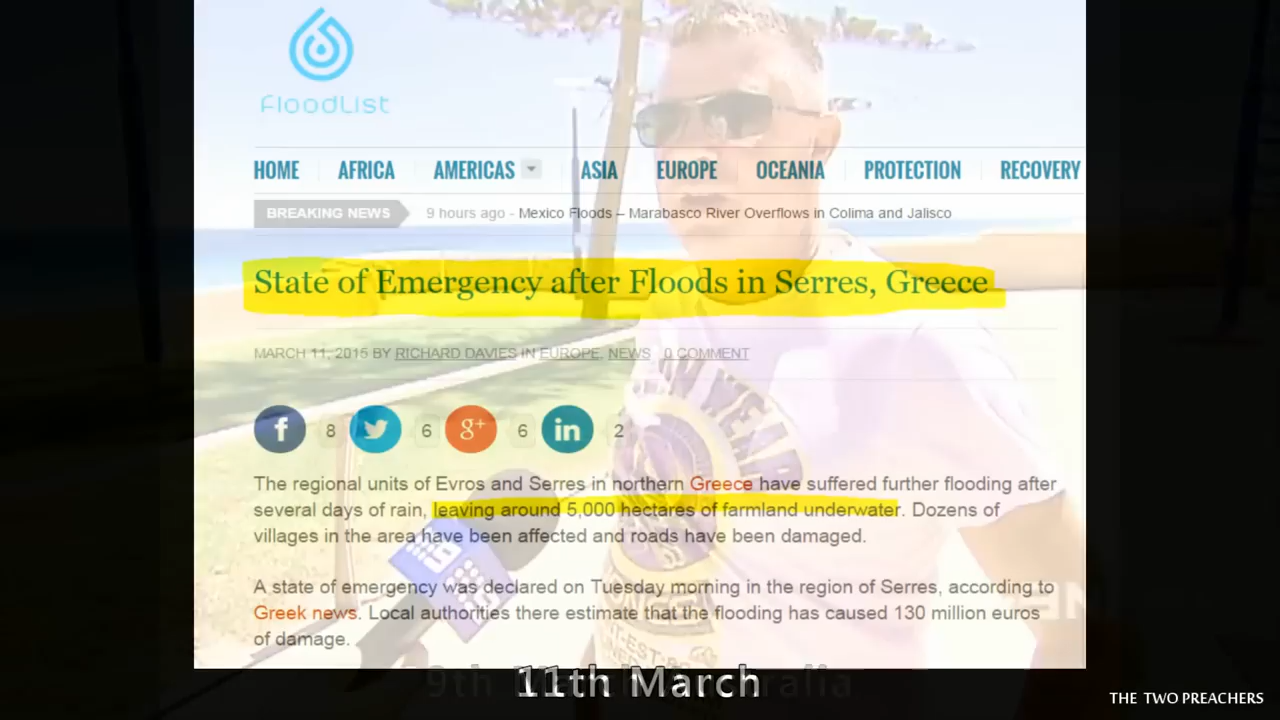 FLOODLIST
HOME AFRICA AMERICAS ASIA EUROPE OCEANIA PROTECTION RECOVERY
BREAKING NEWS 9 hours ago - Mexico Floods – Marabasco River Overflows in Colima and Jalisco
State of Emergency after Floods in Serres, Greece
MARCH 11, 2015 BY RICHARD DAVIES IN EUROPE, NEWS 0 COMMENT
f 8 6 g+ 6 in 2
The regional units of Evros and Serres in northern Greece have suffered further flooding after
several days of rain, leaving around 5,000 hectares of farmland underwater. Dozens of
villages in the area have been affected and roads have been damaged.
A state of emergency was declared on Tuesday morning in the region of Serres, according to
Greek news. Local authorities there estimate that the flooding has caused 130 million euros
of damage.
11th March
THE TWO PREACHERS